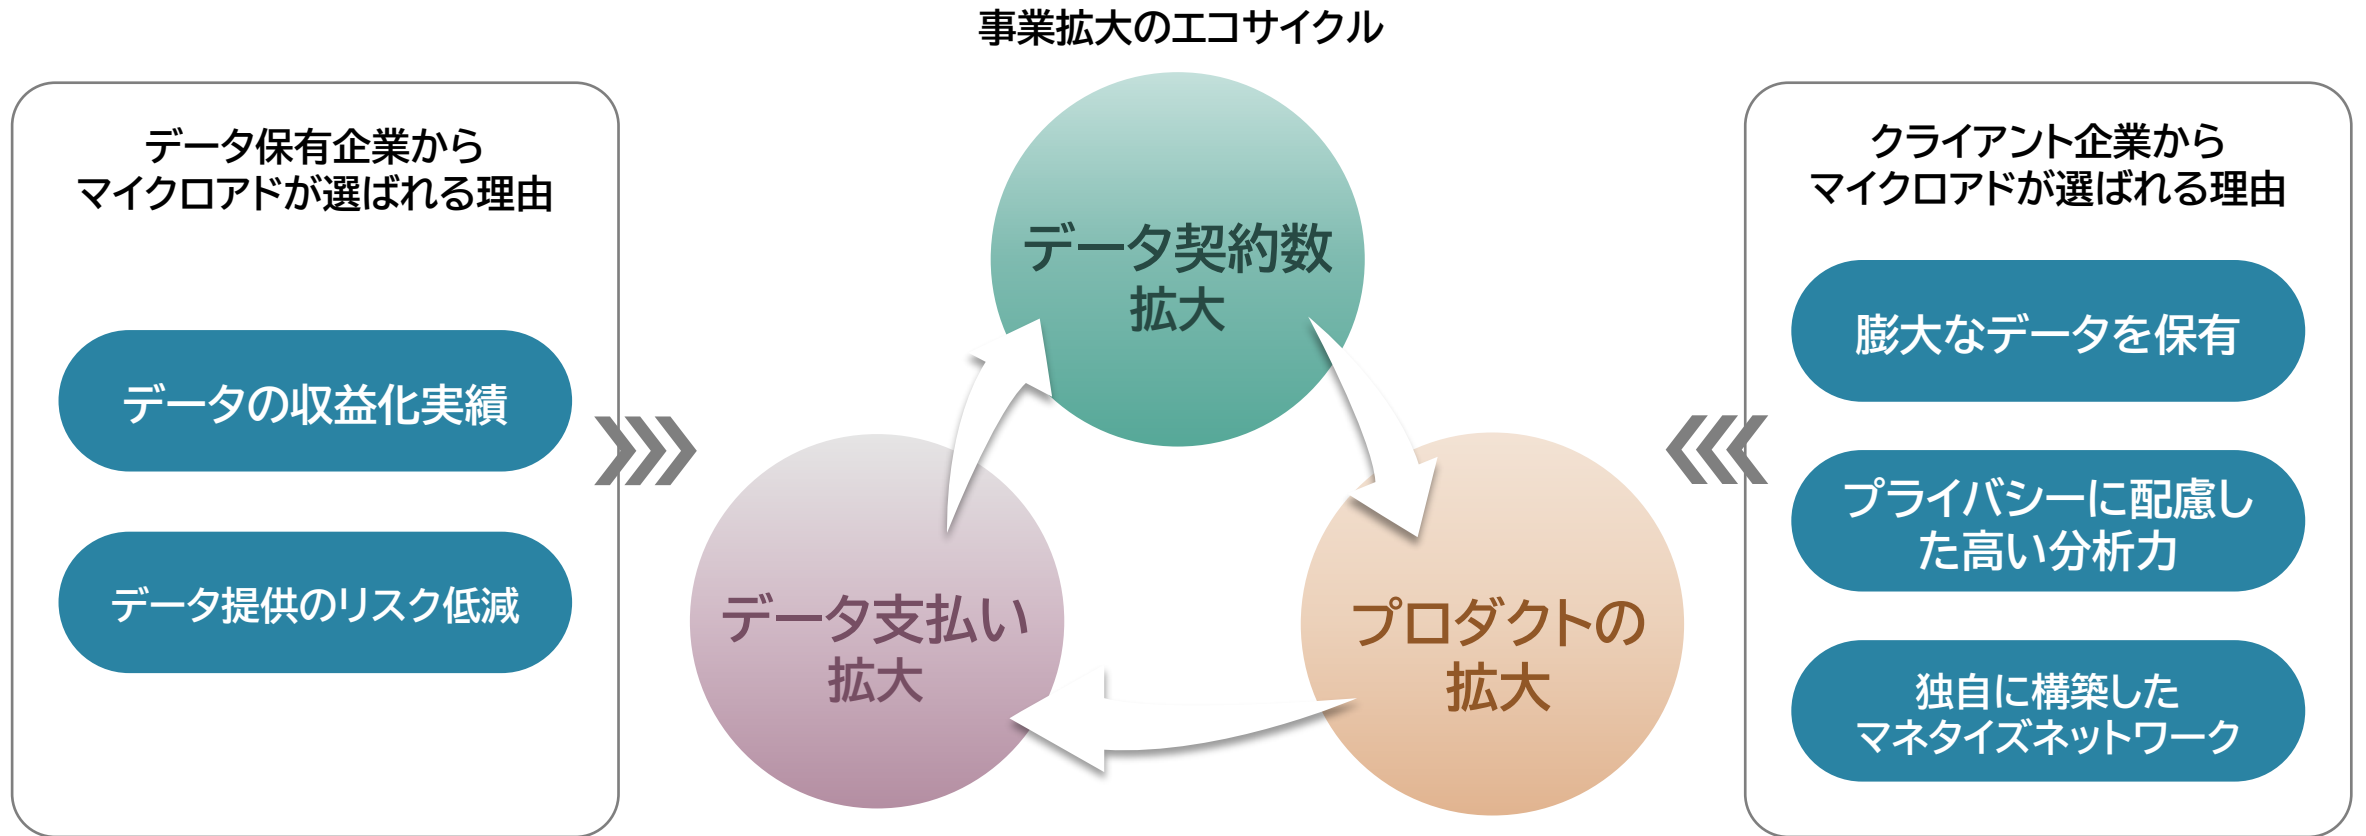 事業拡大のエコサイクル
データ保有企業から
マイクロアドが選ばれる理由
データの収益化実績
データ提供のリスク低減
データ契約数
拡大
データ支払い
拡大
プロダクトの
拡大
クライアント企業から
マイクロアドが選ばれる理由
膨大なデータを保有
プライバシーに配慮し
た高い分析力
独自に構築した
マネタイズネットワーク